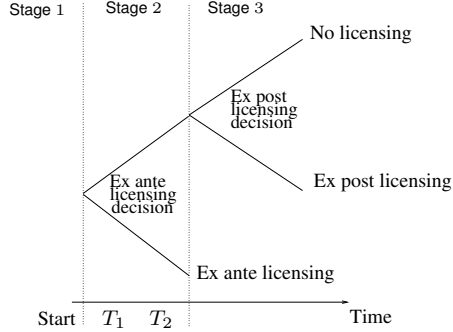 Stage 1 Stage 2 Stage 3
No licensing
Ex post
licensing
decision
Ex ante
licensing
decision
Ex post licensing
Ex ante licensing
Start T1 T2 Time